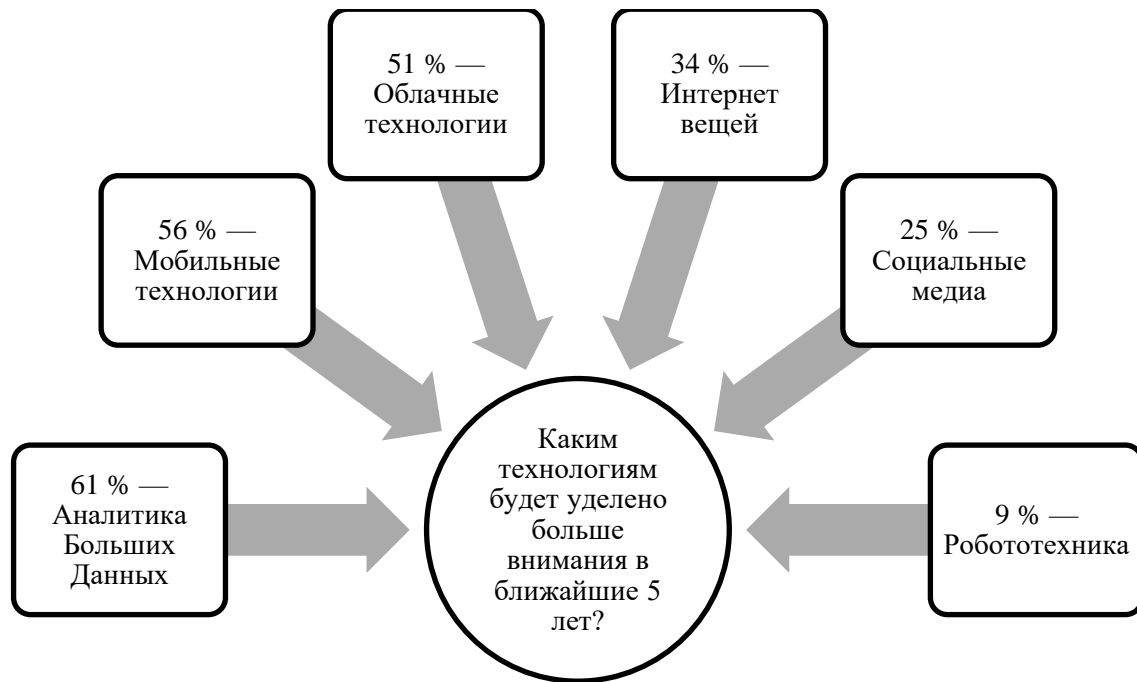 51 % —
Облачные
технологии
34 % —
Интернет
вещей
56 % —
Мобильные
технологии
25 % —
Социальные
медиа
61 % —
Аналитика
Больших
Данных
Каким
технологиям
будет уделено
больше
внимания в
ближайшие 5
лет?
9 % —
Робототехника